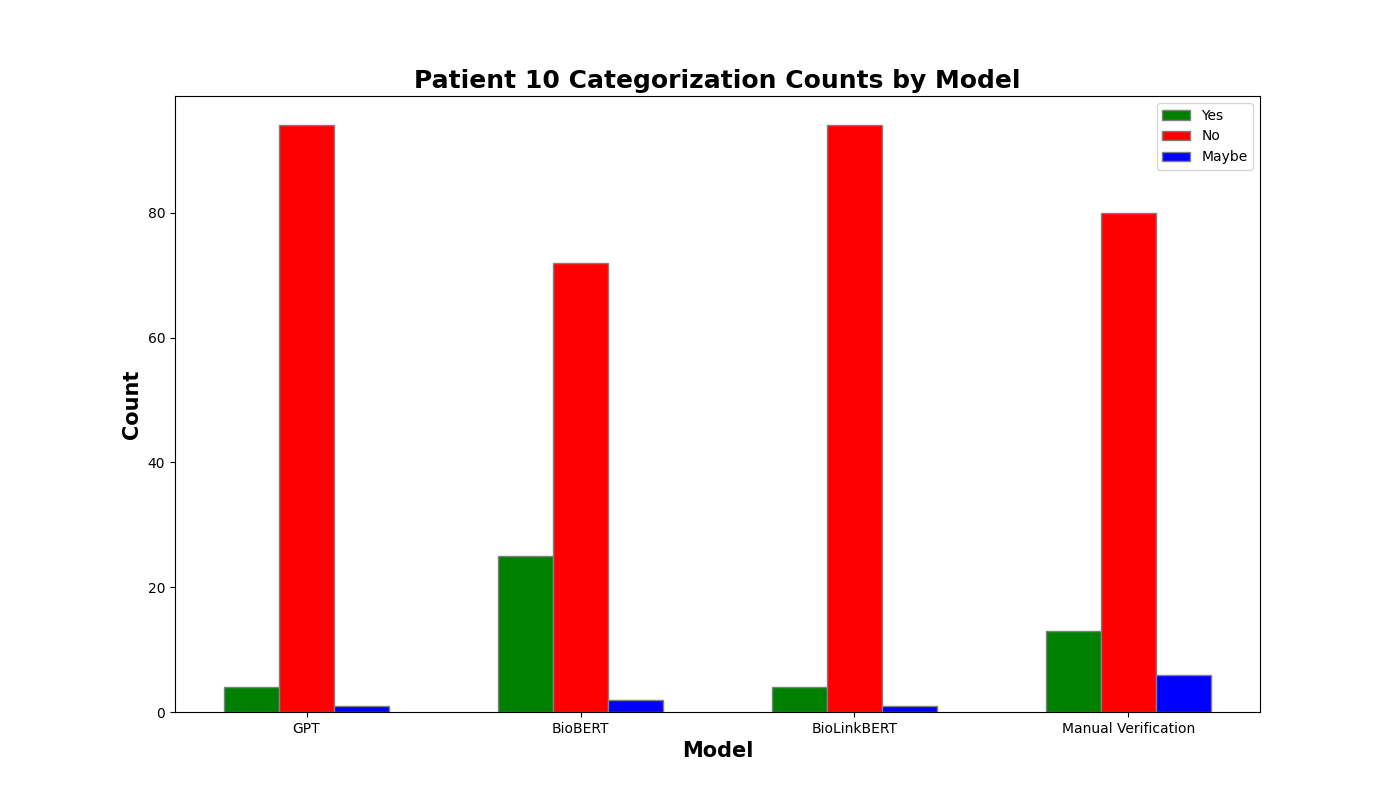 Patient 10 Categorization Counts by Model
Yes
No
Maybe
80
60
40
20
0
Count
GPT
BioBERT
BioLinkBERT
Manual Verification
Model